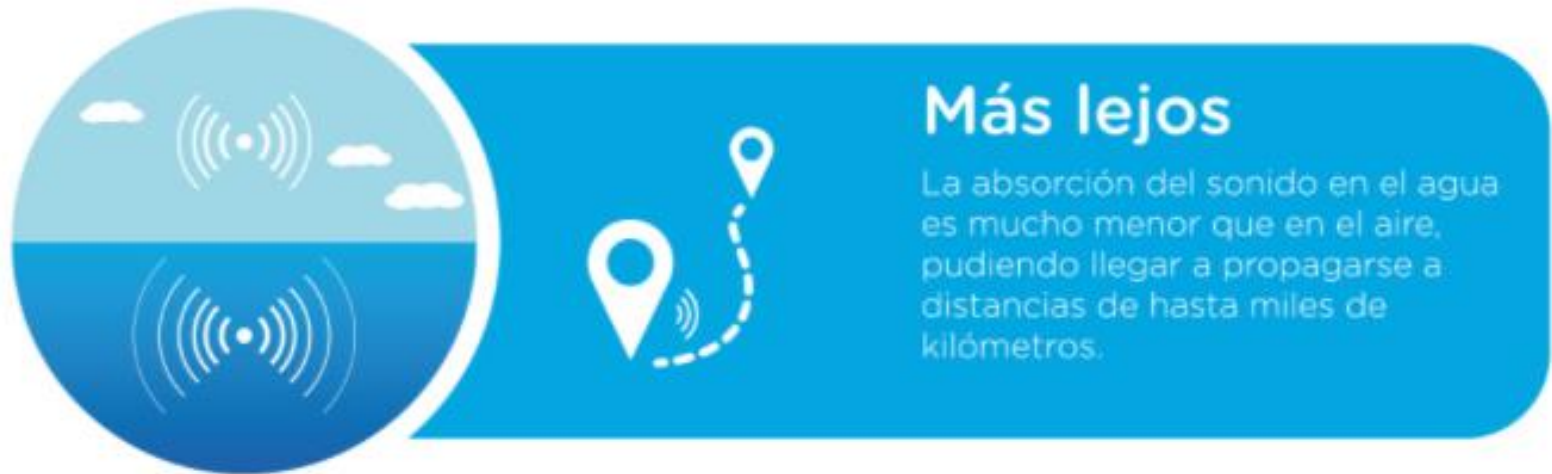 Más lejos
La absorción del sonido en el agua
es mucho menor que en el aire,
pudiendo llegar a propagarse a
distancias de hasta miles de
kilómetros.